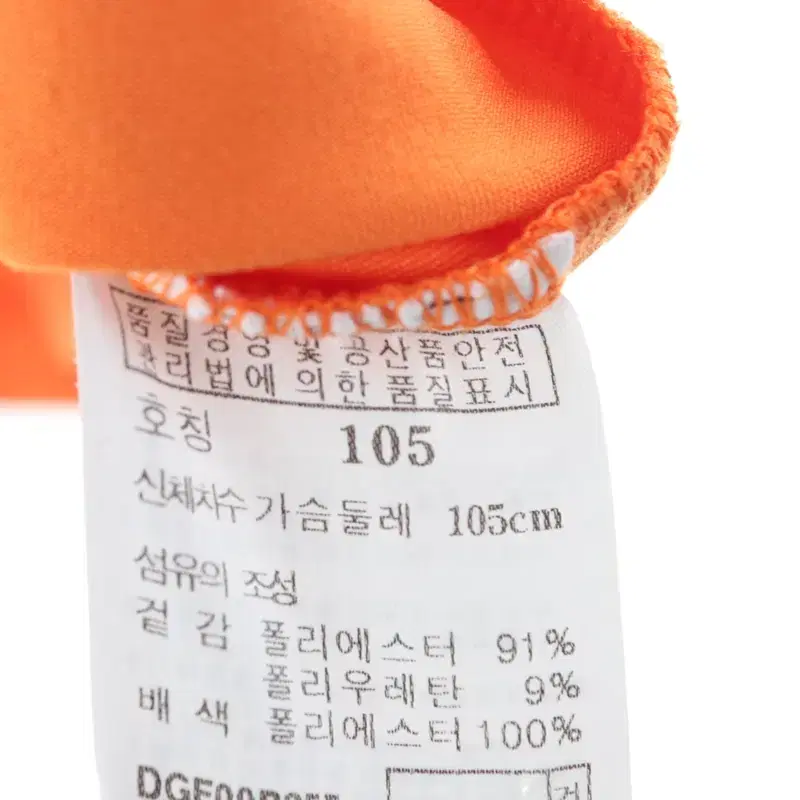 품질경영 및 공산품안전
관리법에 의한 품질표시
호칭 105
신체치수 가슴둘레 105cm
섬유의 조성
겉 감 폴리에스터 91%
폴리우레탄 9%
배 색 폴리에스터 100%